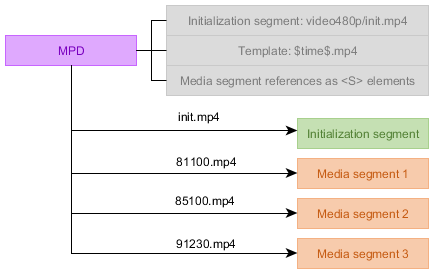 Initialization segment: video480p/init.mp4
MPD
Template: $time$.mp4
Media segment references as <S> elements
init.mp4
Initialization segment
81100.mp4
Media segment 1
85100.mp4
Media segment 2
91230.mp4
Media segment 3